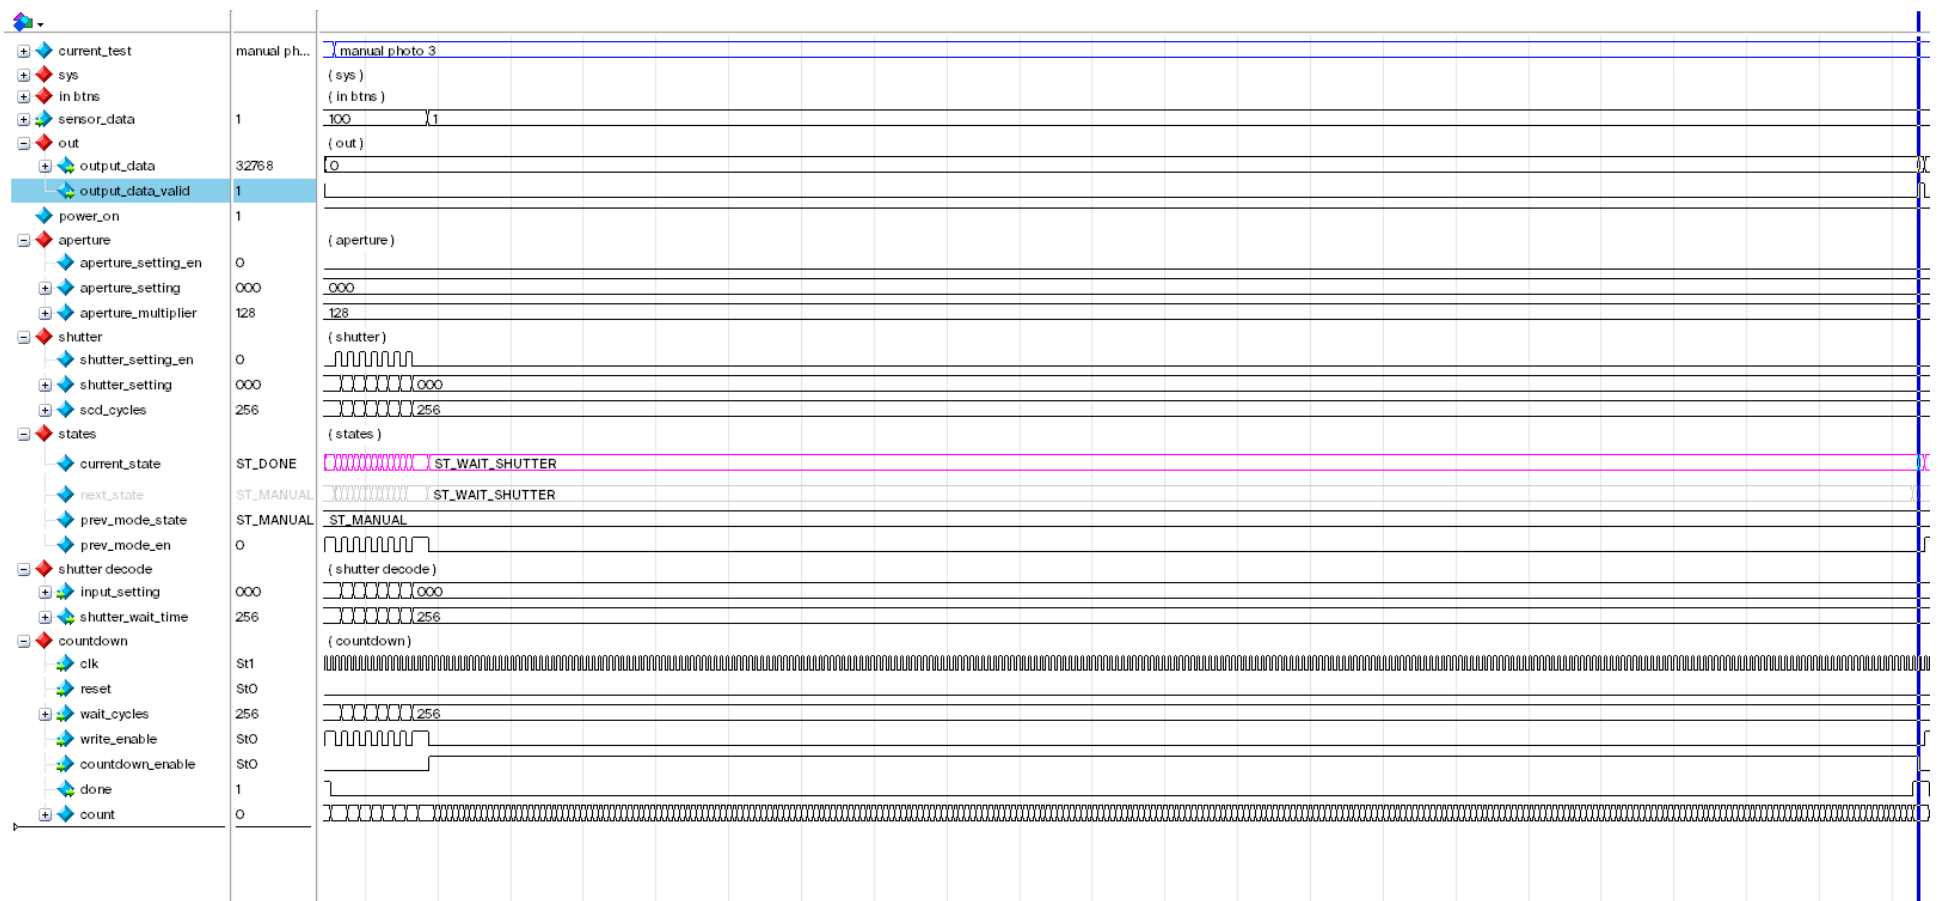 current_test manual ph... manual photo 3
sys ( sys )
in btns ( in btns )
sensor_data 1 100 1
out ( out )
output_data 32768 0
output_data_valid 1
power_on 1
aperture ( aperture )
aperture_setting_en 0
aperture_setting 000 000
aperture_multiplier 128 128
shutter ( shutter )
shutter_setting_en 0
shutter_setting 000 000
scd_cycles 256 256
states ( states )
current_state ST_DONE ST_WAIT_SHUTTER
next_state ST_MANUAL ST_WAIT_SHUTTER
prev_mode_state ST_MANUAL ST_MANUAL
prev_mode_en 0
shutter decode ( shutter decode )
input_setting 000 000
shutter_wait_time 256 256
countdown ( countdown )
clk St1
reset St0
wait_cycles 256 256
write_enable St0
countdown_enable St0
done 1
count 0